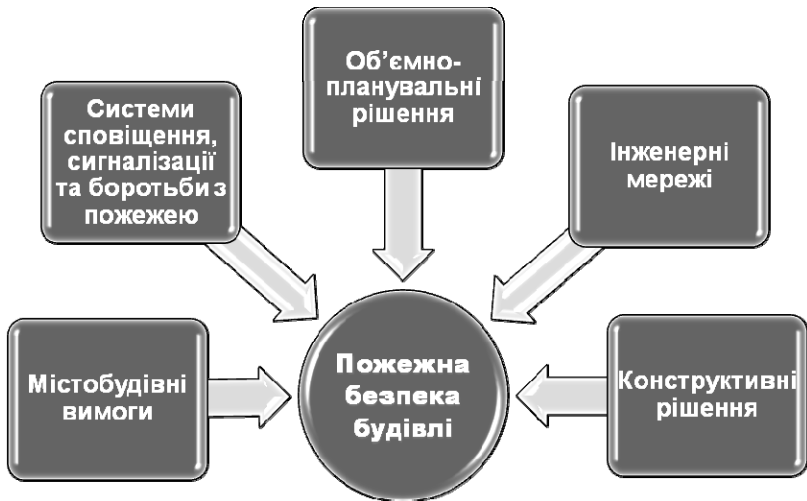 Об’ємно-
планувальні
рішення
Системи
сповіщення,
сигналізації
та боротьби з
пожежею
Інженерні
мережі
Містобудівні
вимоги
Пожежна
безпека
будівлі
Конструктивні
рішення